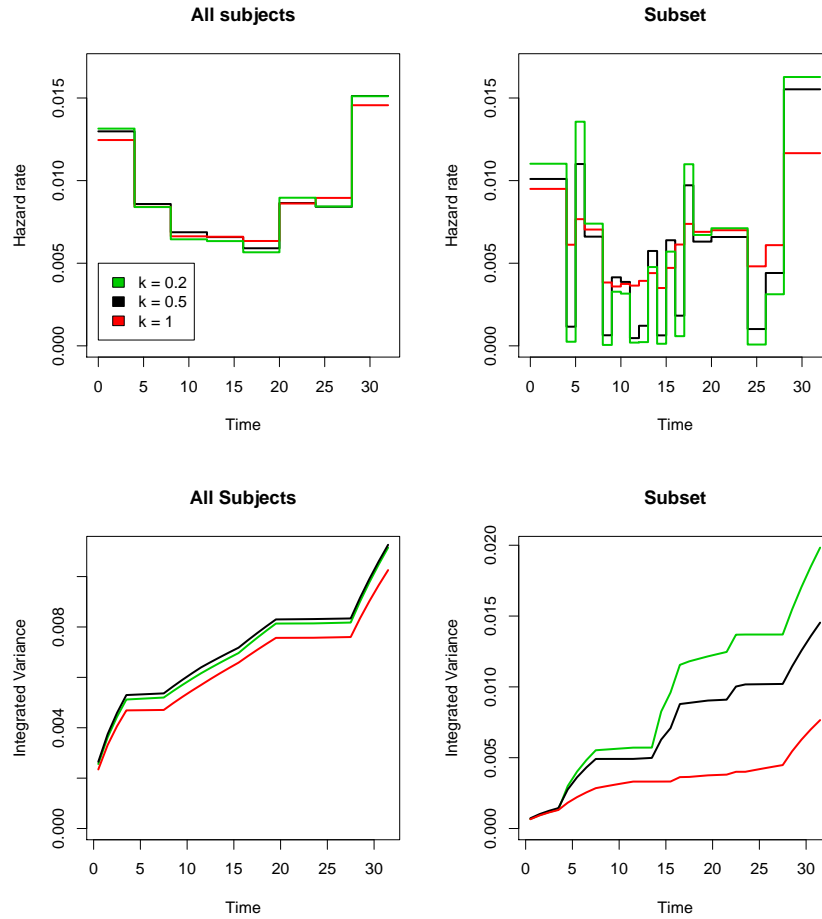 All subjects
Hazard rate
0.000 0.005 0.010 0.015
k = 0.2
k = 0.5
k = 1
0 5 10 15 20 25 30
Time
Subset
Hazard rate
0.000 0.005 0.010 0.015
0 5 10 15 20 25 30
Time
All Subjects
Integrated Variance
0.000 0.004 0.008
0 5 10 15 20 25 30
Time
Subset
Integrated Variance
0.000 0.005 0.010 0.015 0.020
0 5 10 15 20 25 30
Time